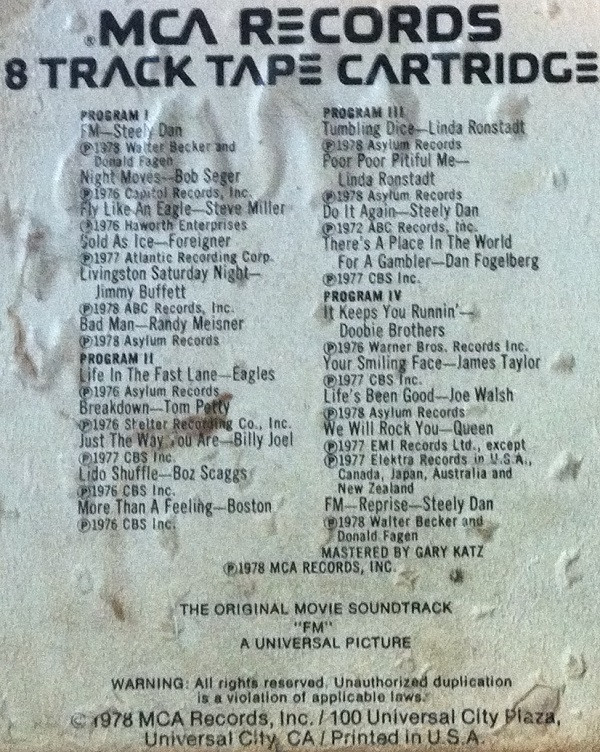 ®MCA RECORDS
8 TRACK TAPE CARTRIDGE
PROGRAM I
FM—Steely Dan
℗1978 Walter Becker and
Donald Fagen
Night Moves—Bob Seger
℗1976 Capitol Records, Inc.
Fly Like An Eagle—Steve Miller
℗1976 Haworth Enterprises
Cold As Ice—Foreigner
℗1977 Atlantic Recording Corp.
Livingston Saturday Night—
Jimmy Buffett
℗1978 ABC Records, Inc.
Bad Man—Randy Meisner
℗1978 Asylum Records
PROGRAM II
Life In The Fast Lane—Eagles
℗1976 Asylum Records
Breakdown—Tom Petty
℗1976 Shelter Recording Co., Inc.
Just The Way You Are—Billy Joel
℗1977 CBS Inc.
Lido Shuffle—Boz Scaggs
℗1976 CBS Inc.
More Than A Feeling—Boston
℗1976 CBS Inc.
PROGRAM III
Tumbling Dice—Linda Ronstadt
℗1978 Asylum Records
Poor Poor Pitiful Me—
Linda Ronstadt
℗1978 Asylum Records
Do It Again—Steely Dan
℗1972 ABC Records, Inc.
There's A Place In The World
For A Gambler—Dan Fogelberg
℗1977 CBS Inc.
PROGRAM IV
It Keeps You Runnin'—
Doobie Brothers
℗1976 Warner Bros. Records Inc.
Your Smiling Face—James Taylor
℗1977 CBS Inc.
Life's Been Good—Joe Walsh
℗1978 Asylum Records
We Will Rock You—Queen
℗1977 EMI Records Ltd., except
℗1977 Elektra Records in U.S.A.,
Canada, Japan, Australia and
New Zealand
FM—Reprise—Steely Dan
℗1978 Walter Becker and
Donald Fagen
MASTERED BY GARY KATZ
℗1978 MCA RECORDS, INC.
THE ORIGINAL MOVIE SOUNDTRACK
"FM"
A UNIVERSAL PICTURE
WARNING: All rights reserved. Unauthorized duplication
is a violation of applicable laws.
© 1978 MCA Records, Inc. / 100 Universal City Plaza,
Universal City, CA / Printed in U.S.A.